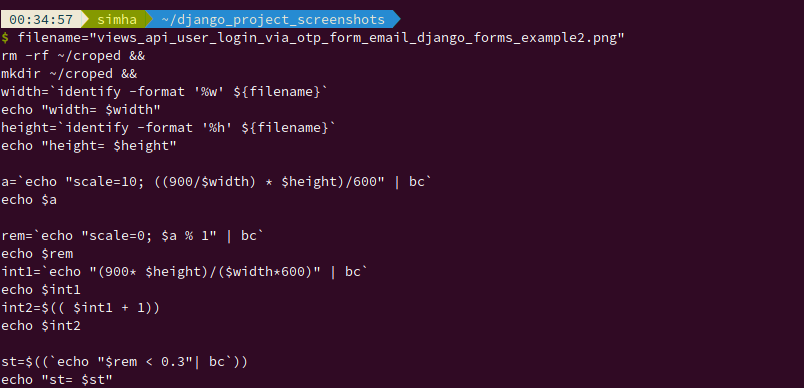 00:34:57 simha ~/django_project_screenshots
$ filename="views_api_user_login_via_otp_form_email_django_forms_example2.png"
rm -rf ~/croped &&
mkdir ~/croped &&
width=`identify -format '%w' ${filename}`
echo "width= $width"
height=`identify -format '%h' ${filename}`
echo "height= $height"

a=`echo "scale=10; ((900/$width) * $height)/600" | bc`
echo $a

rem=`echo "scale=0; $a % 1" | bc`
echo $rem
int1=`echo "(900* $height)/($width*600)" | bc`
echo $int1
int2=$(( $int1 + 1))
echo $int2

st=$((`echo "$rem < 0.3"| bc`))
echo "st= $st"